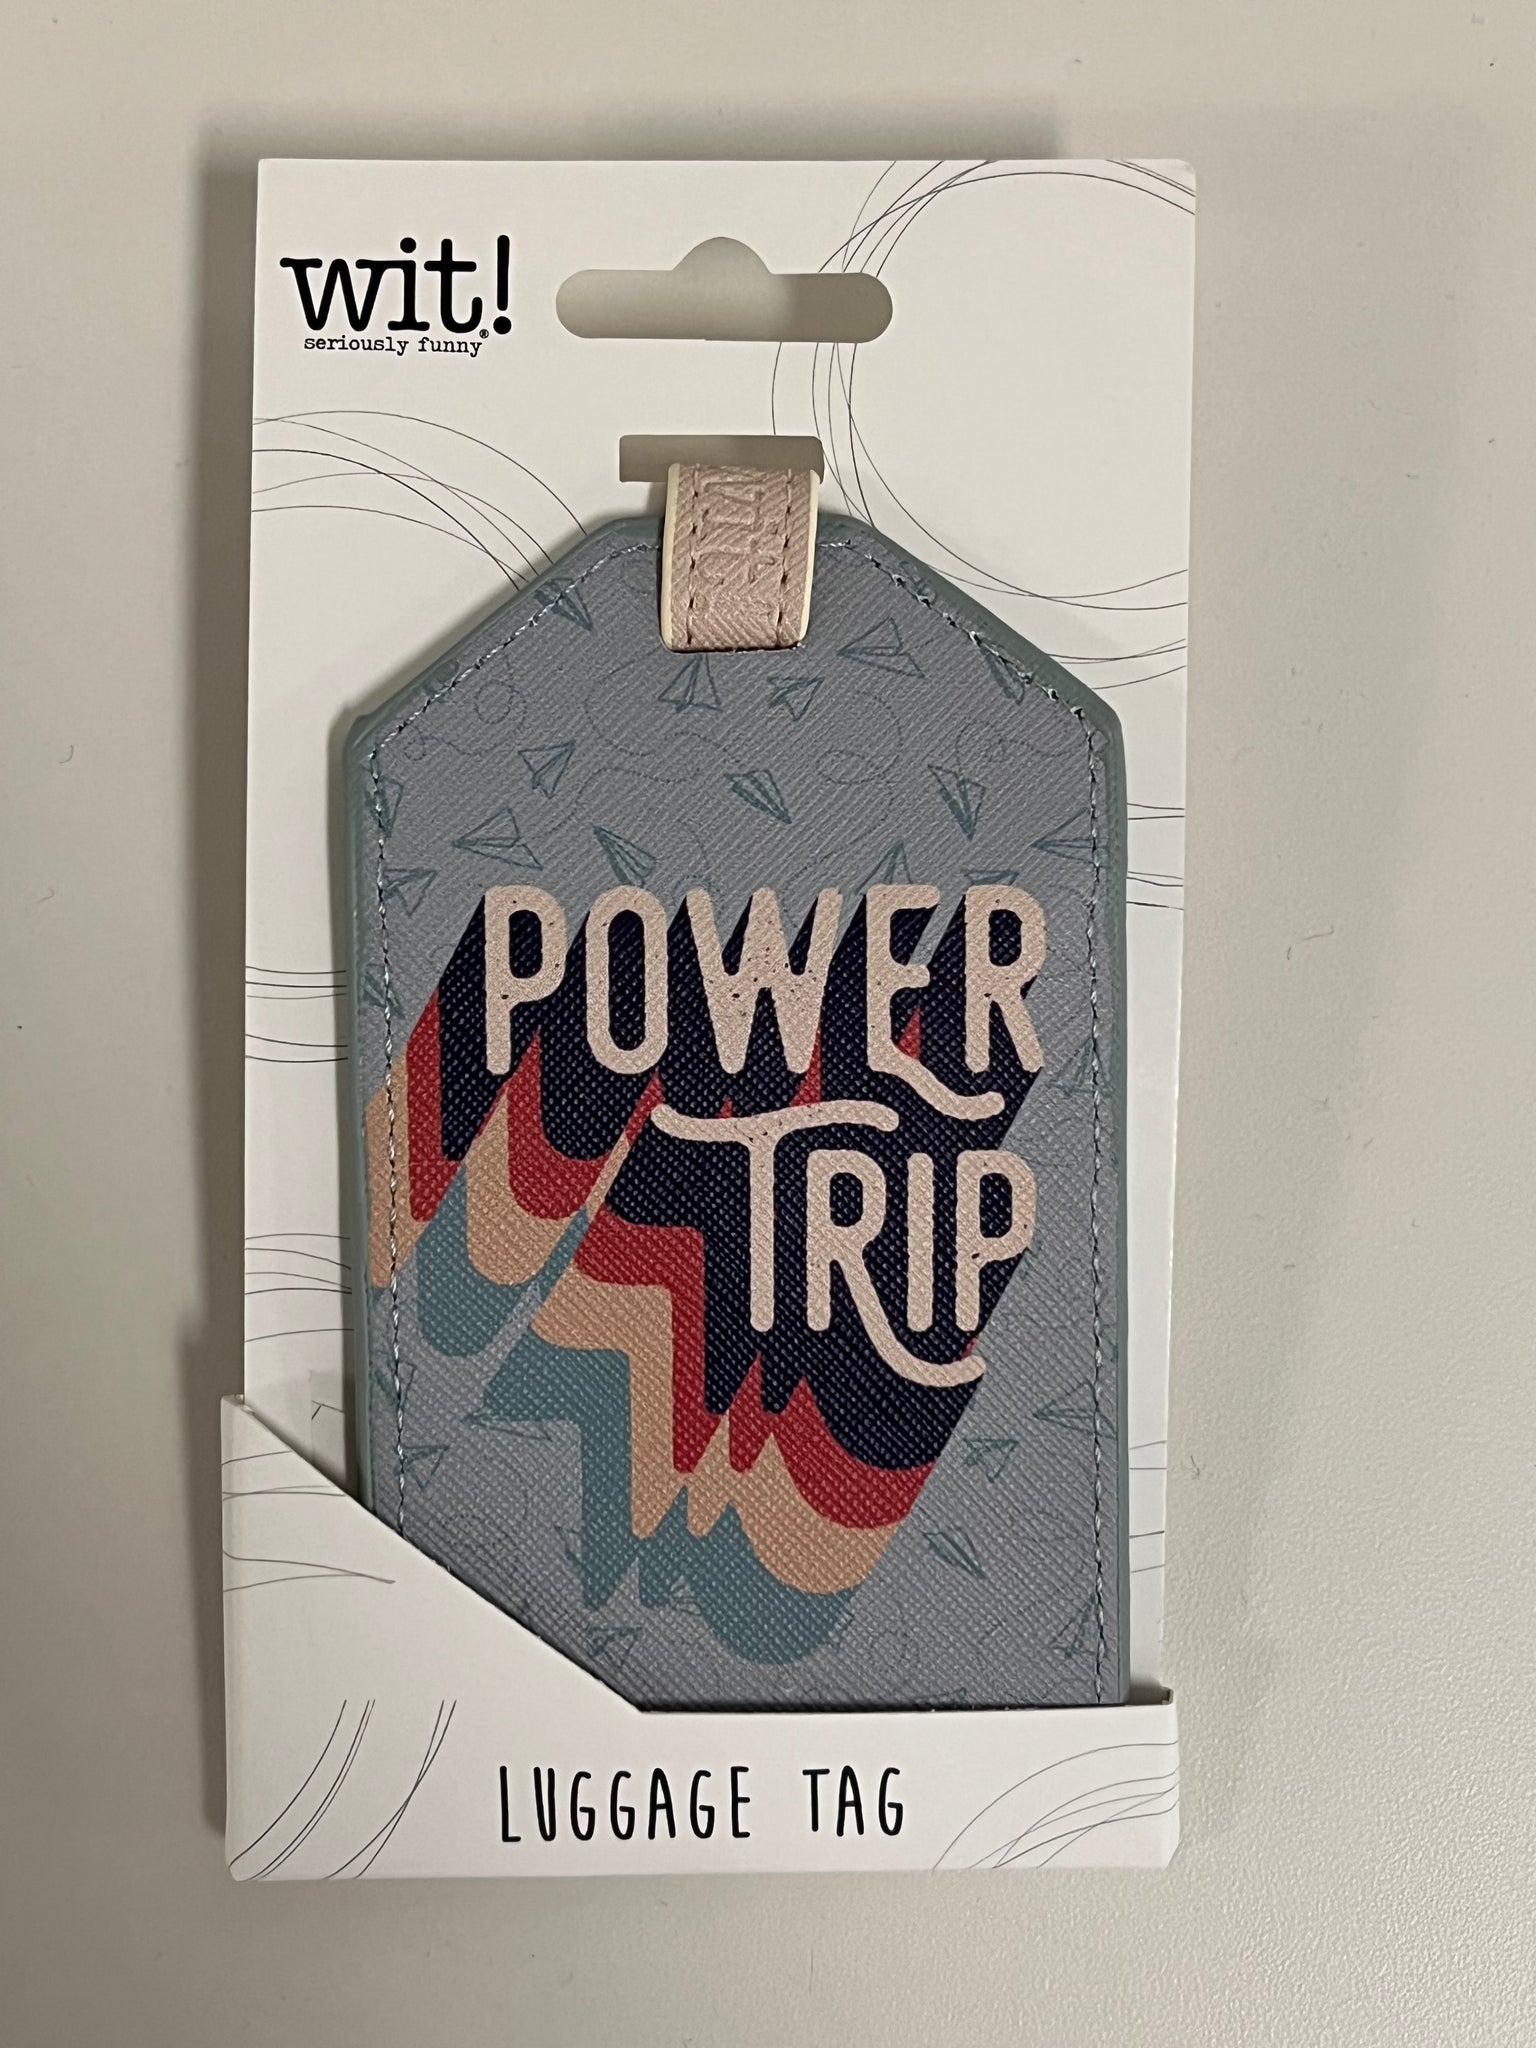 wit!®
seriously funny
POWER
TRIP
LUGGAGE TAG